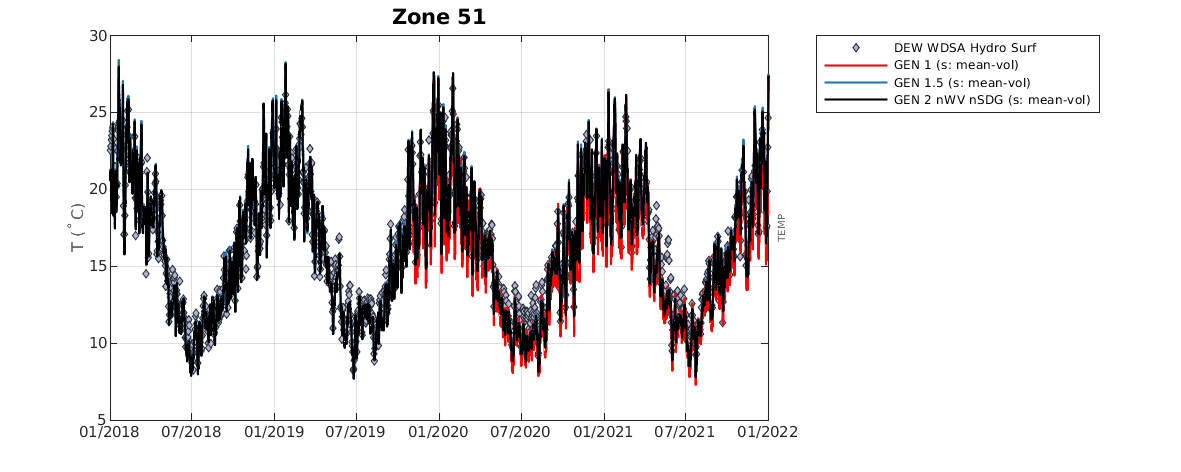 Zone 51
30
25
20
15
10
5
T (°C)
TEMP
01/2018 07/2018 01/2019 07/2019 01/2020 07/2020 01/2021 07/2021 01/2022
DEW WDSA Hydro Surf
GEN 1 (s: mean-vol)
GEN 1.5 (s: mean-vol)
GEN 2 nWV nSDG (s: mean-vol)